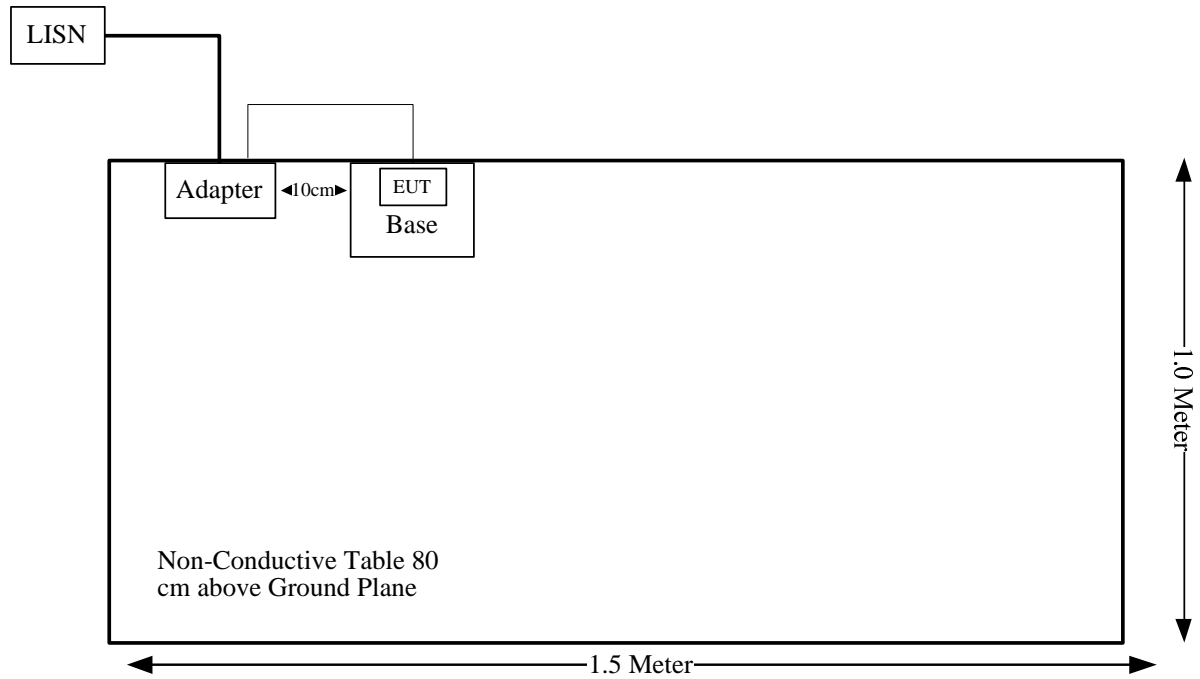 LISN
Adapter
10cm
EUT
Base
1.0 Meter
Non-Conductive Table 80
cm above Ground Plane
1.5 Meter